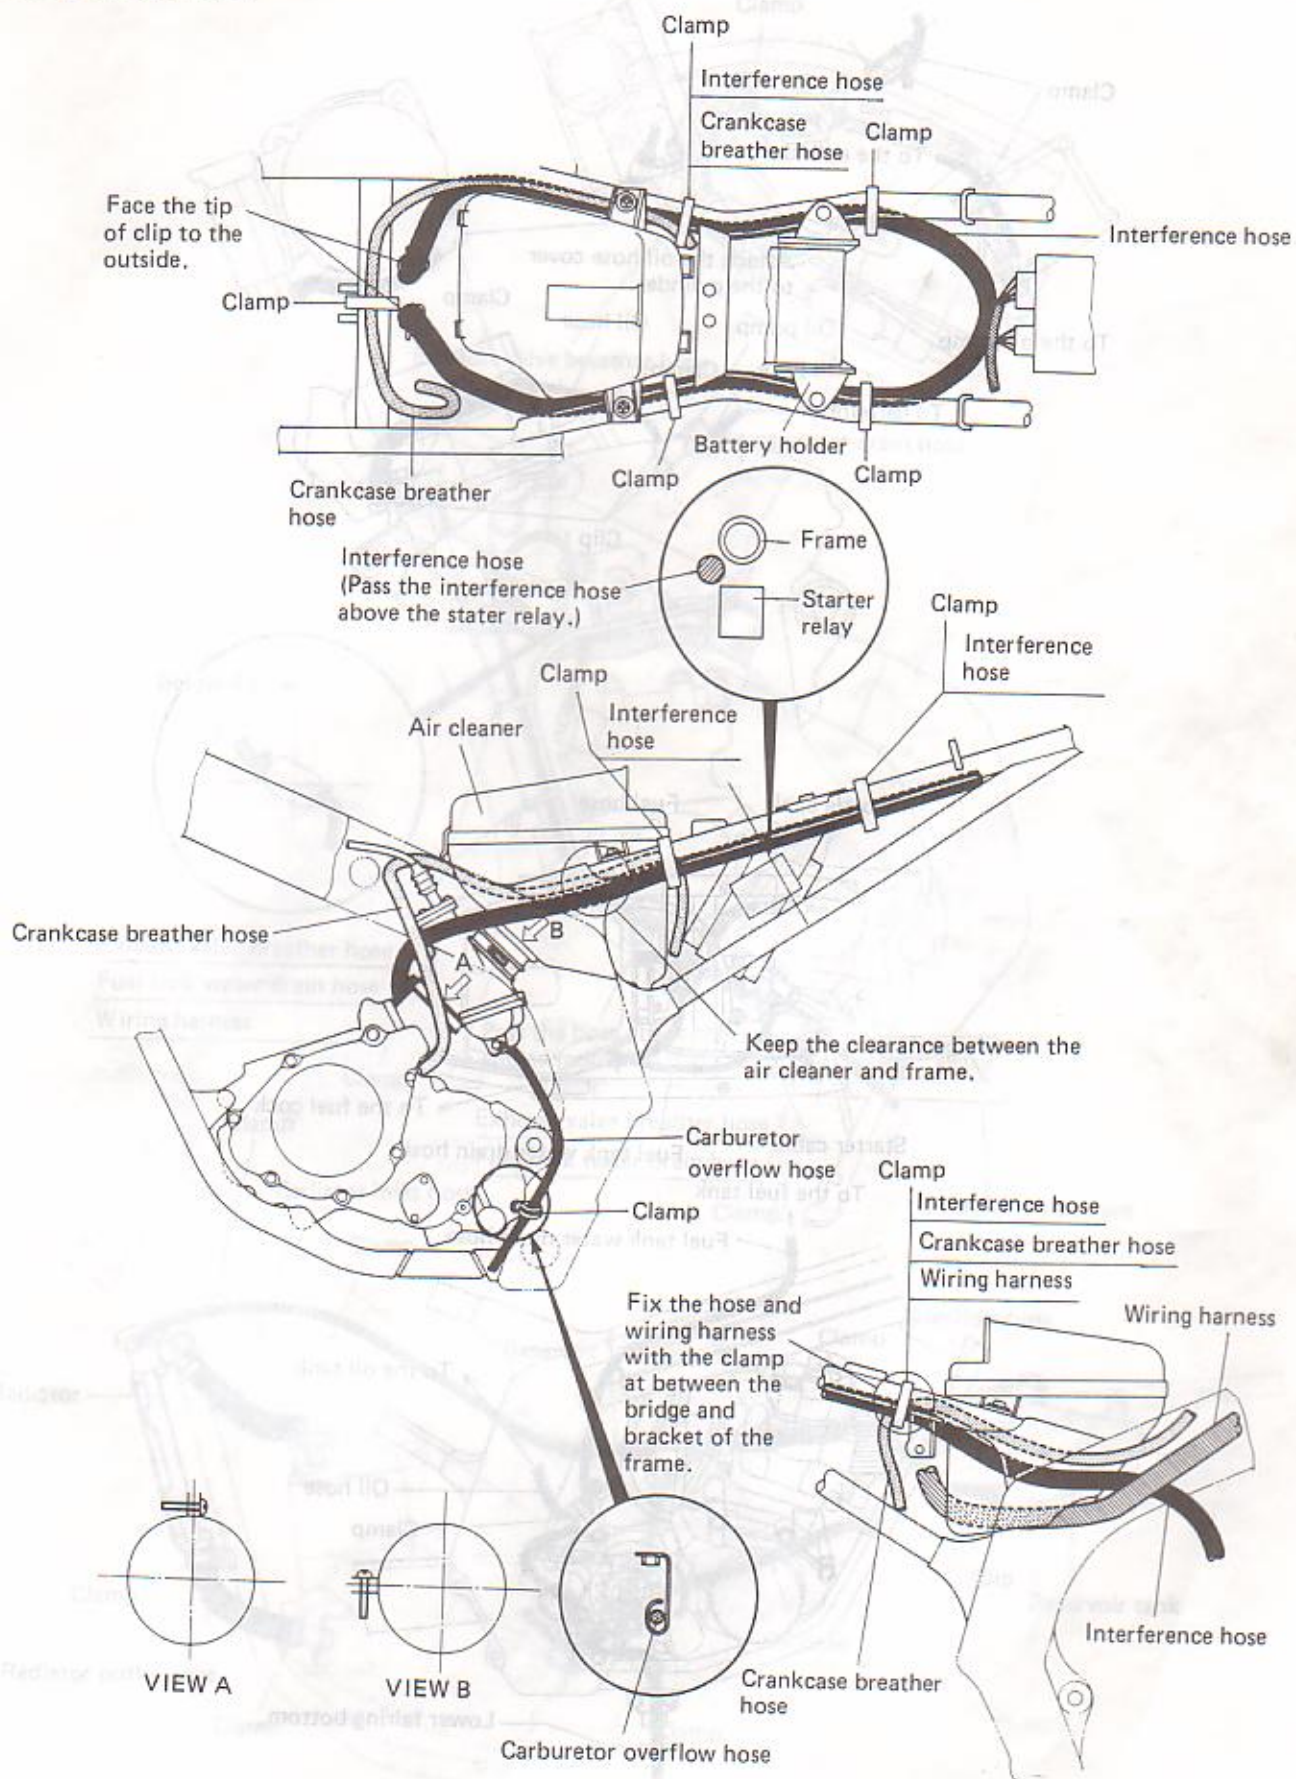 Clamp
Interference hose
Crankcase
breather hose
Clamp
Face the tip
of clip to the
outside.
Interference hose
Clamp
Battery holder
Clamp
Clamp
Crankcase breather
hose
Interference hose
(Pass the interference hose
above the stater relay.)
Frame
Starter
relay
Clamp
Interference
hose
Clamp
Interference
hose
Air cleaner
Crankcase breather hose
B
A
Keep the clearance between the
air cleaner and frame.
Carburetor
overflow hose
Clamp
Clamp
Interference hose
Crankcase breather hose
Wiring harness
Fix the hose and
wiring harness
with the clamp
at between the
bridge and
bracket of the
frame.
Wiring harness
Interference hose
Crankcase breather
hose
VIEW A
VIEW B
Carburetor overflow hose